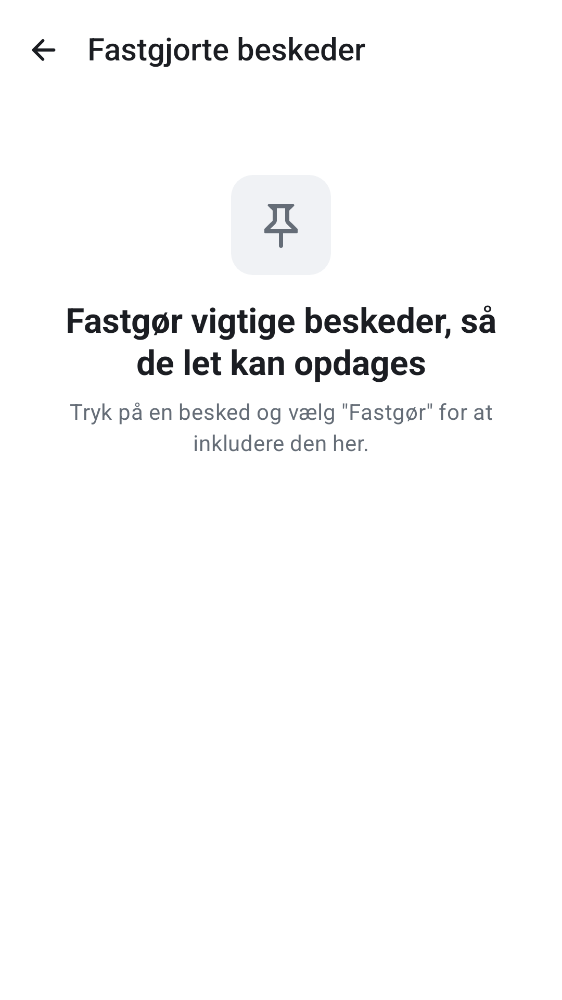 Fastgjorte beskeder
Fastgør vigtige beskeder, så
de let kan opdages
Tryk på en besked og vælg "Fastgør" for at
inkludere den her.